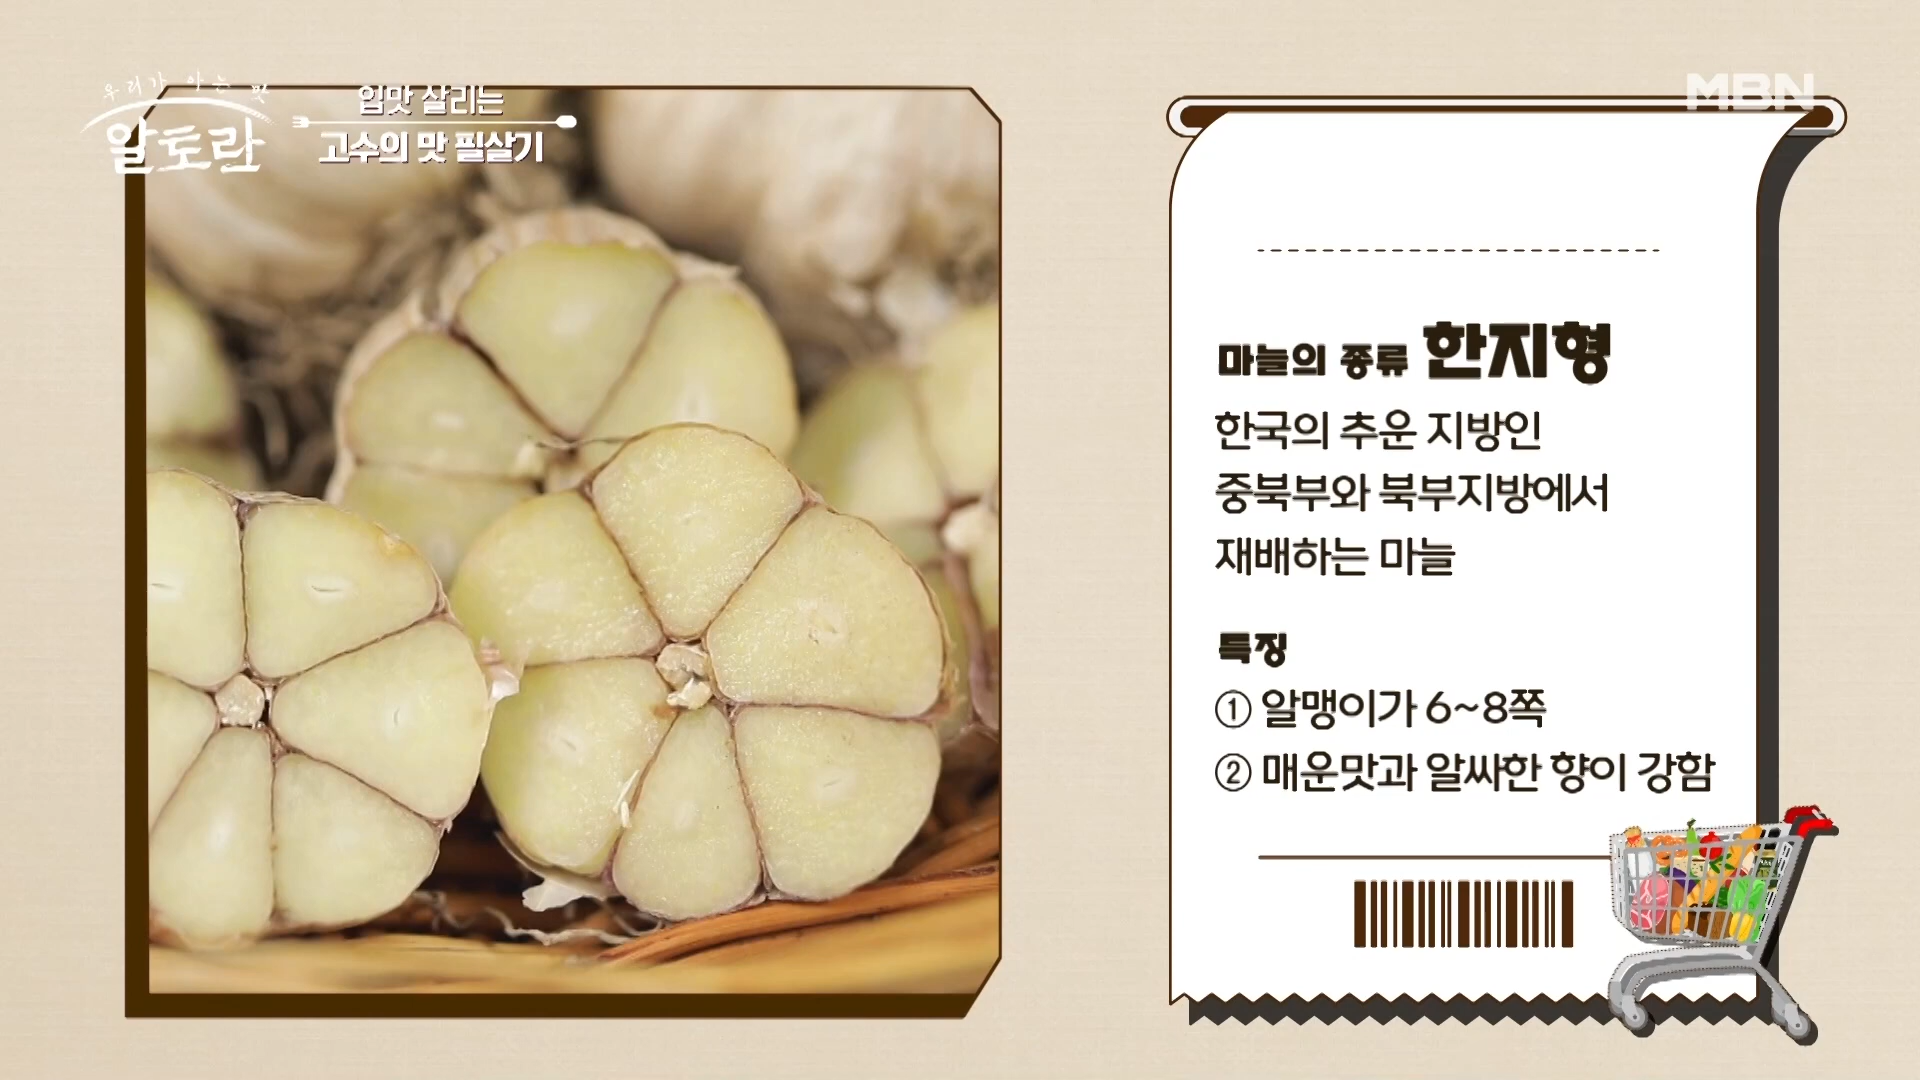 우리가 아는 맛
알토란
입맛 살리는
고수의 맛 필살기
MBN
마늘의 종류 한지형
한국의 추운 지방인
중북부와 북부지방에서
재배하는 마늘
특징
① 알맹이가 6~8쪽
② 매운맛과 알싸한 향이 강함